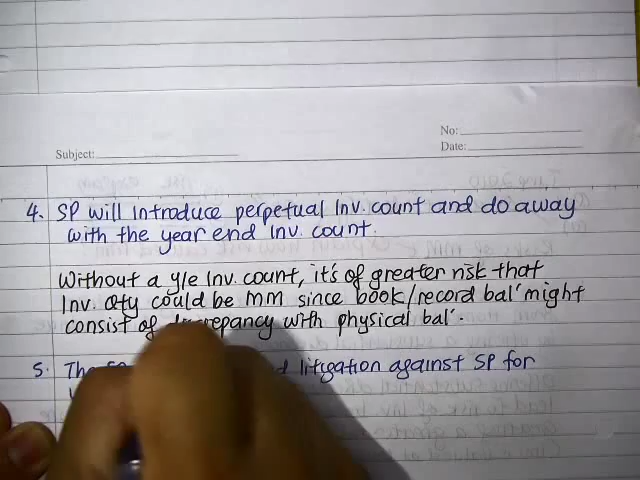 No:
Subject:
Date:
4. SP will introduce perpetual Inv. count and do away
with the year end Inv. count.
Without a y/e Inv. count, it's of greater risk that
Inv. Qty could be MM since book/record bal' might
consist of discrepancy with physical bal'.
5. The litigation against SP for